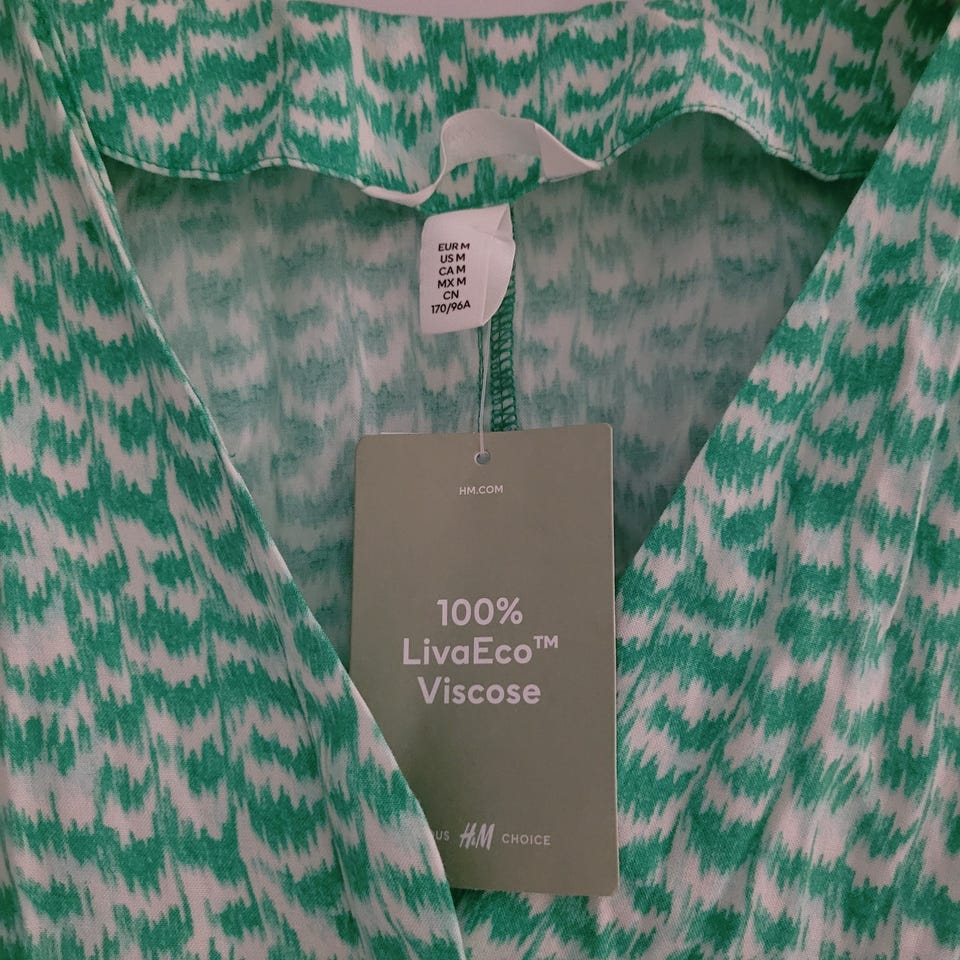 EUR M
US M
CA M
MX M
CN
170/96A
HM.COM
100%
LivaEco™
Viscose
H&M CHOICE